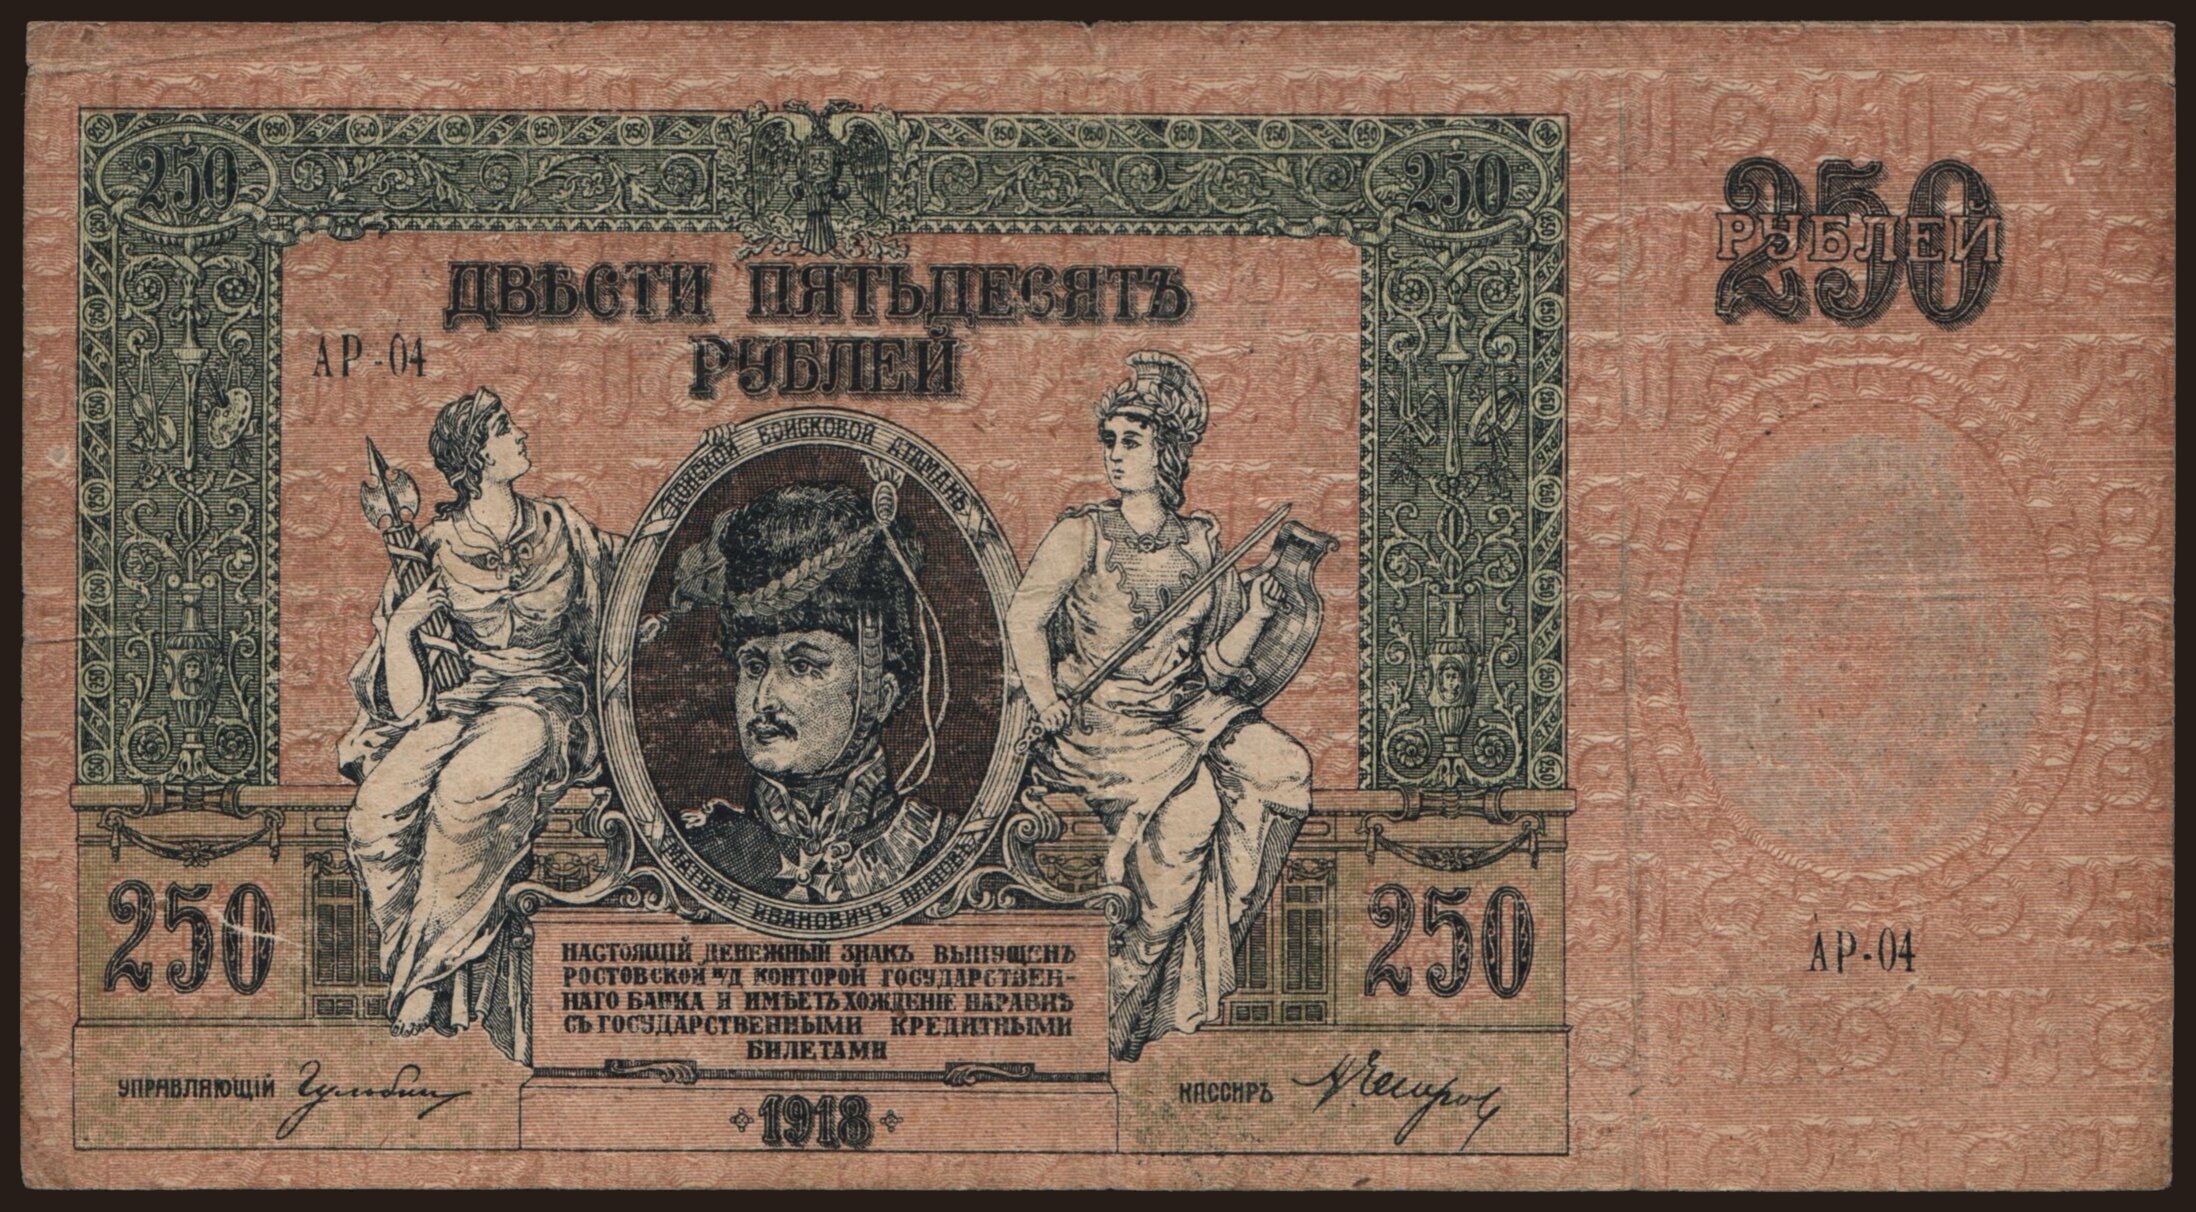 250
250
250
РУБЛЕЙ
ДВѢСТИ ПЯТЬДЕСЯТЪ
РУБЛЕЙ
АР-04
ДОНСКОЙ ВОЙСКОВОЙ АТАМАНЪ
МАТВѢЙ ИВАНОВИЧЪ ПЛАТОВЪ
250
250
НАСТОЯЩІЙ ДЕНЕЖНЫЙ ЗНАКЪ ВЫПУЩЕНЪ
РОСТОВСКОЙ Н/Д КОНТОРОЙ ГОСУДАРСТВЕН-
НАГО БАНКА И ИМѢЕТЪ ХОЖДЕНІЕ НАРАВНѢ
СЪ ГОСУДАРСТВЕННЫМИ КРЕДИТНЫМИ
БИЛЕТАМИ
АР-04
УПРАВЛЯЮЩІЙ Гульбин
КАССИРЪ
1918